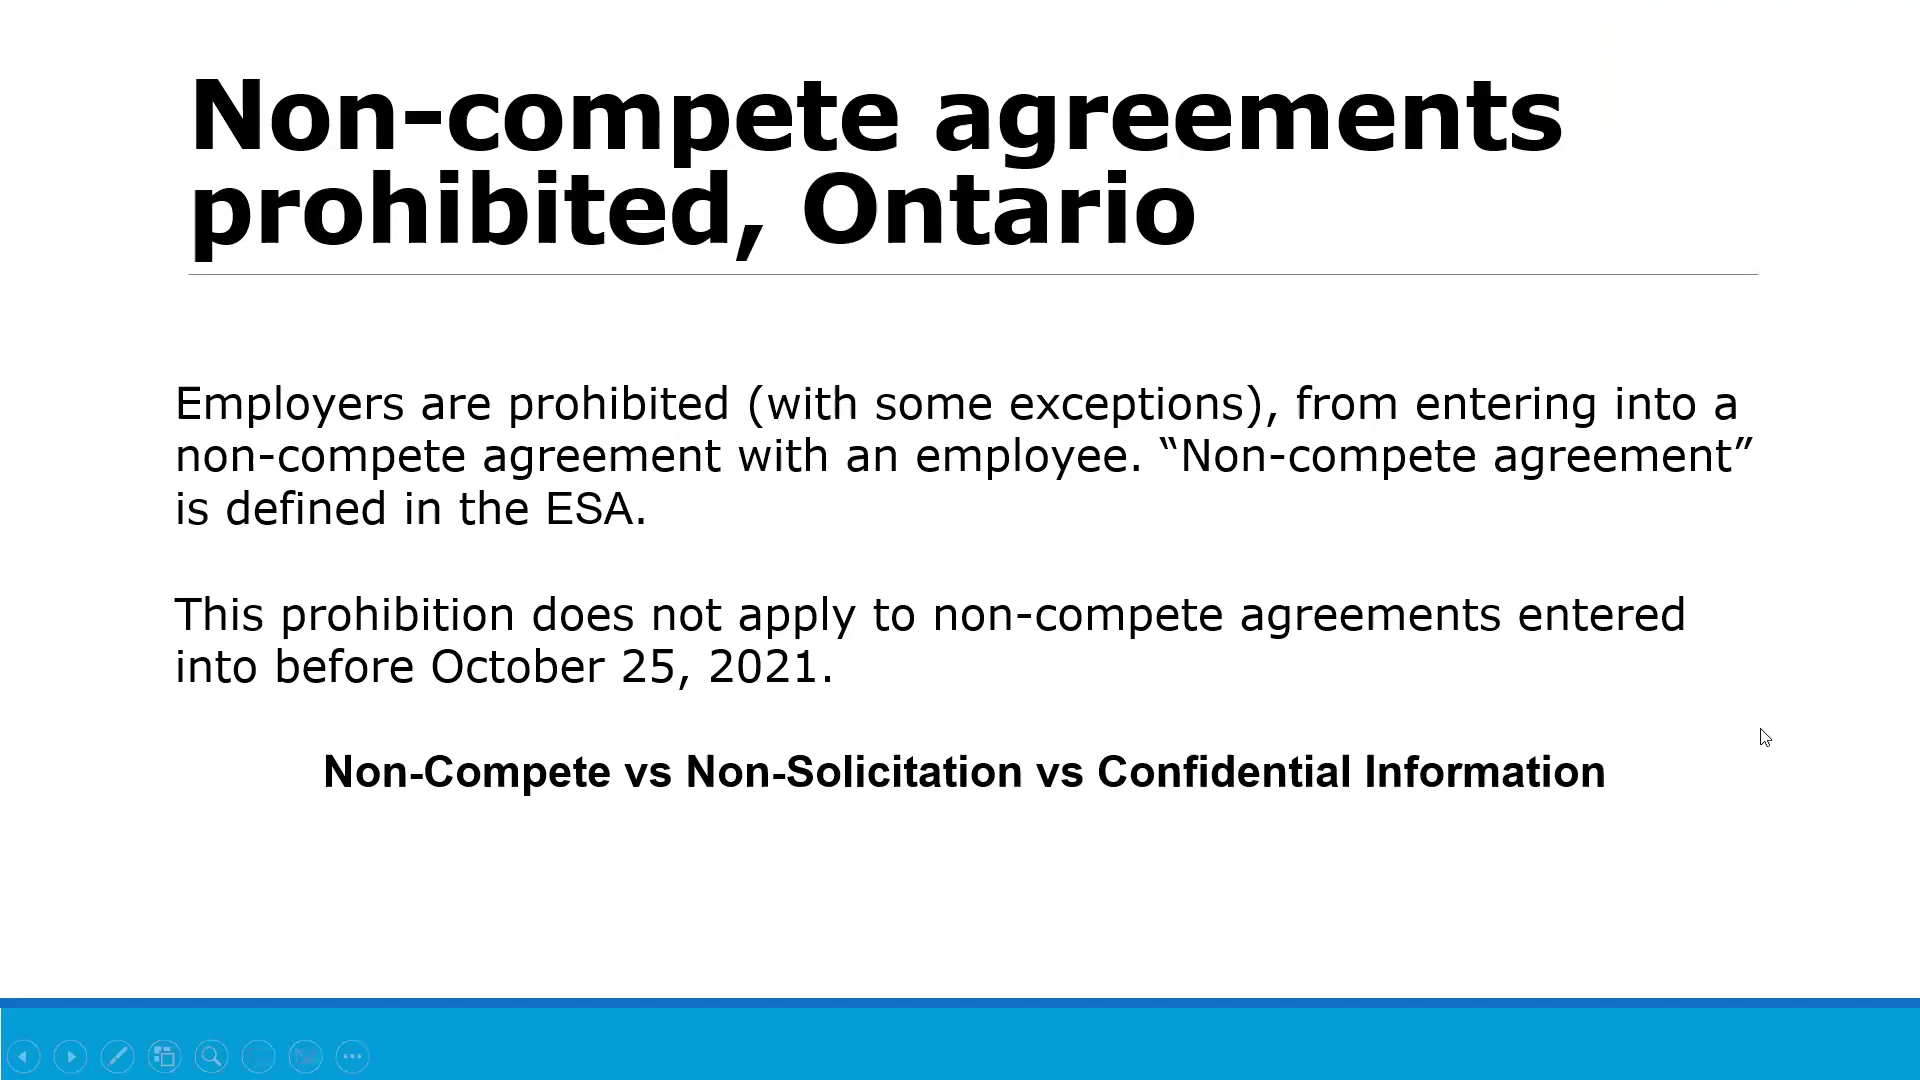 Non-compete agreements
prohibited, Ontario
Employers are prohibited (with some exceptions), from entering into a
non-compete agreement with an employee. “Non-compete agreement”
is defined in the ESA.
This prohibition does not apply to non-compete agreements entered
into before October 25, 2021.
Non-Compete vs Non-Solicitation vs Confidential Information